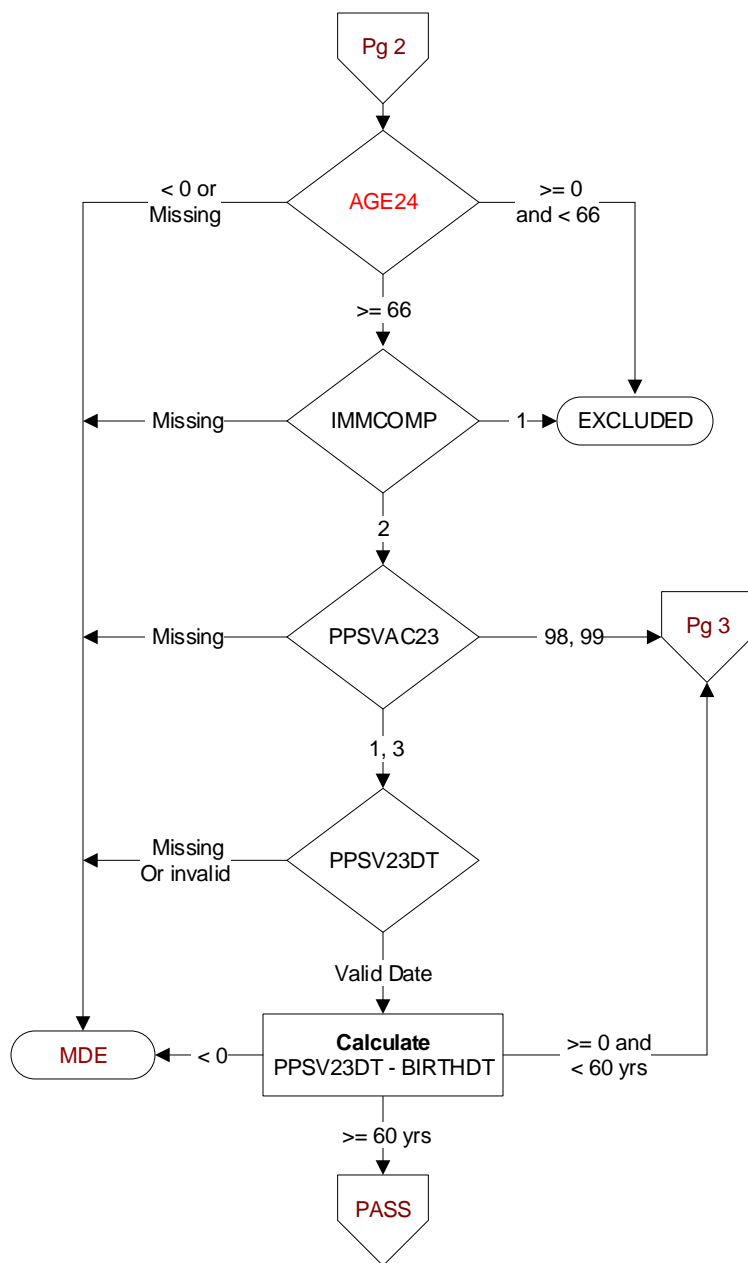 Pg 2
< 0 or
Missing
AGE24
>= 0
and < 66
>= 66
Missing
IMMCOMP
1
EXCLUDED
2
Missing
PPSVAC23
98, 99
Pg 3
1, 3
Missing
Or invalid
PPSV23DT
Valid Date
MDE
< 0
Calculate
PPSV23DT - BIRTHDT
>= 0 and
< 60 yrs
>= 60 yrs
PASS